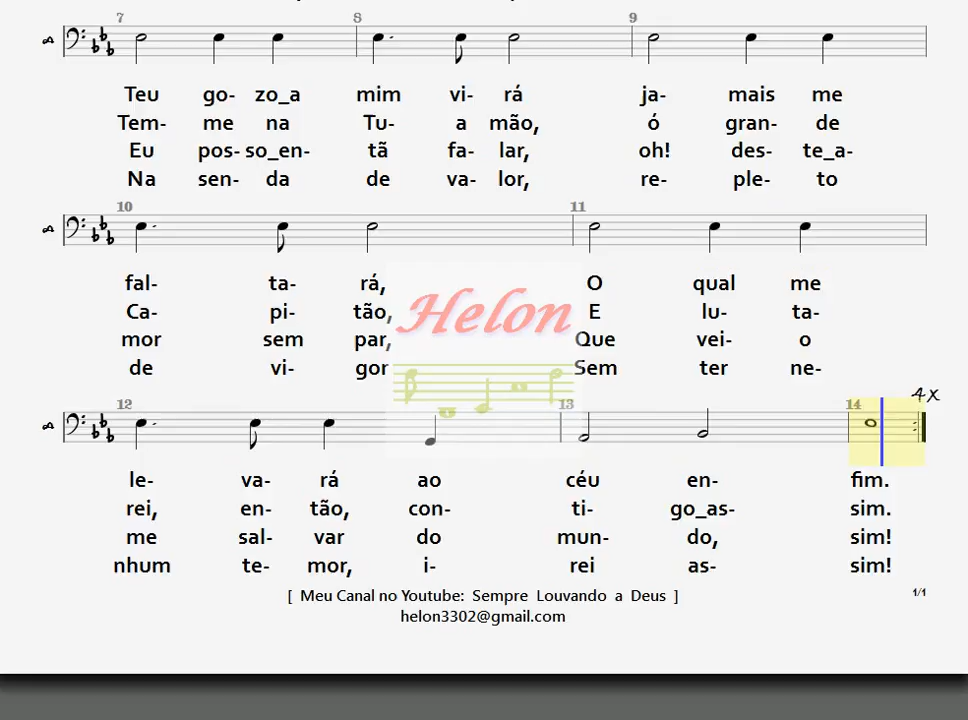 7 8 9
Teu go- zo_a mim vi- rá ja- mais me
Tem- me na Tu- a mão, ó gran- de
Eu pos- so_en- tã fa- lar, oh! des- te_a-
Na sen- da de va- lor, re- ple- to
10 11
fal- ta- rá, O qual me
Ca- pi- tão, E lu- ta-
mor sem par, Que vei- o
de vi- gor Sem ter ne-
Helon
4x
12 13 14
le- va- rá ao céu en- fim.
rei, en- tão, con- ti- go_as- sim.
me sal- var do mun- do, sim!
nhum te- mor, i- rei as- sim!
[ Meu Canal no Youtube: Sempre Louvando a Deus ] 1/1
helon3302@gmail.com